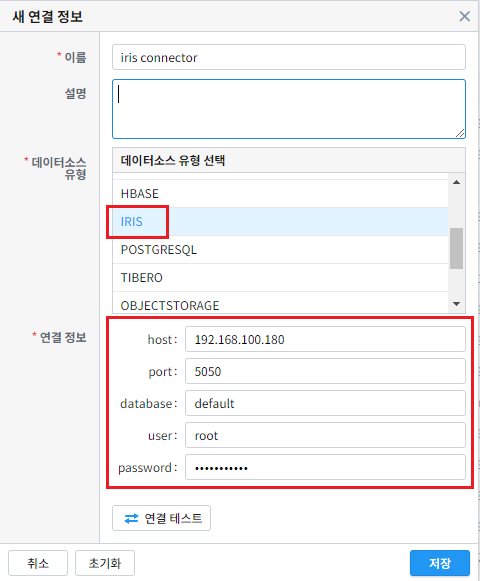 새 연결 정보
* 이름
iris connector
설명
* 데이터소스
유형
데이터소스 유형 선택
HBASE
IRIS
POSTGRESQL
TIBERO
OBJECTSTORAGE
* 연결 정보
host: 192.168.100.180
port: 5050
database: default
user: root
password: •••••••••••
연결 테스트
취소 초기화 저장